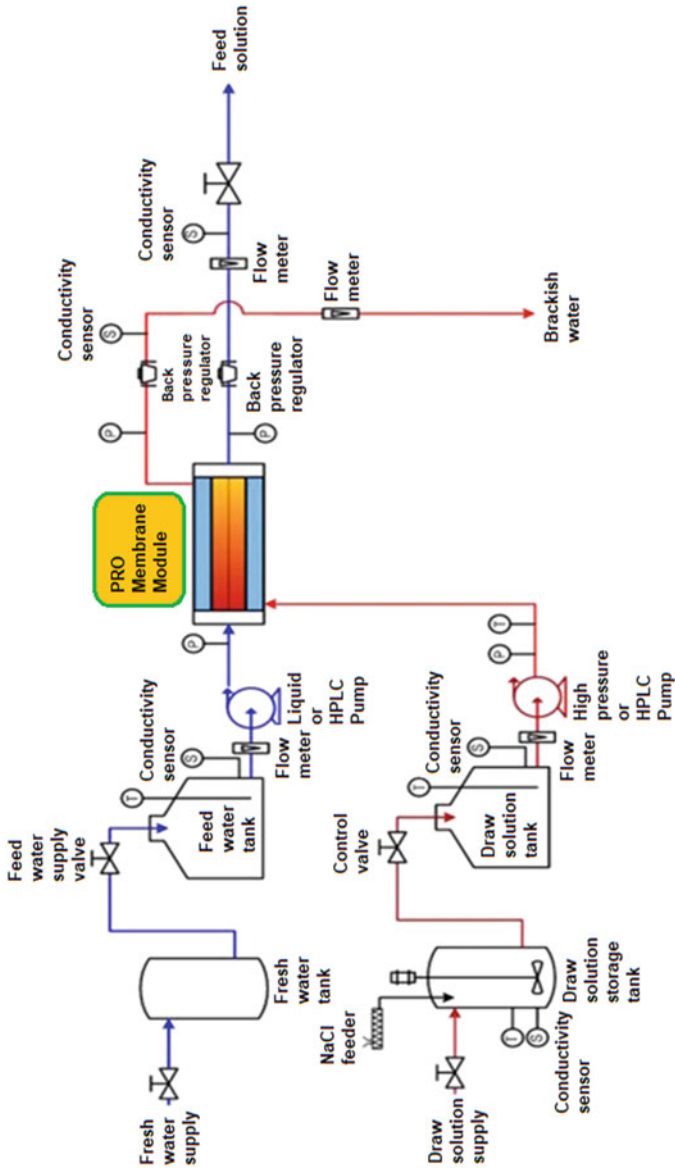 Fresh
water
supply
Fresh
water
tank
Feed
water
supply
valve
T
Feed
water
tank
Conductivity
sensor
S
Flow
meter
Liquid
or
HPLC
Pump
P
PRO
Membrane
Module
P
Back
pressure
regulator
P
Back
pressure
regulator
Conductivity
sensor
S
Flow
meter
Conductivity
sensor
S
Feed
solution
Flow
meter
Brackish
water
Draw
solution
supply
NaCl
feeder
T
S
Conductivity
sensor
Draw
solution
storage
tank
Control
valve
T
Draw
solution
tank
Conductivity
sensor
S
Flow
meter
High
pressure
or
HPLC
Pump
P
T